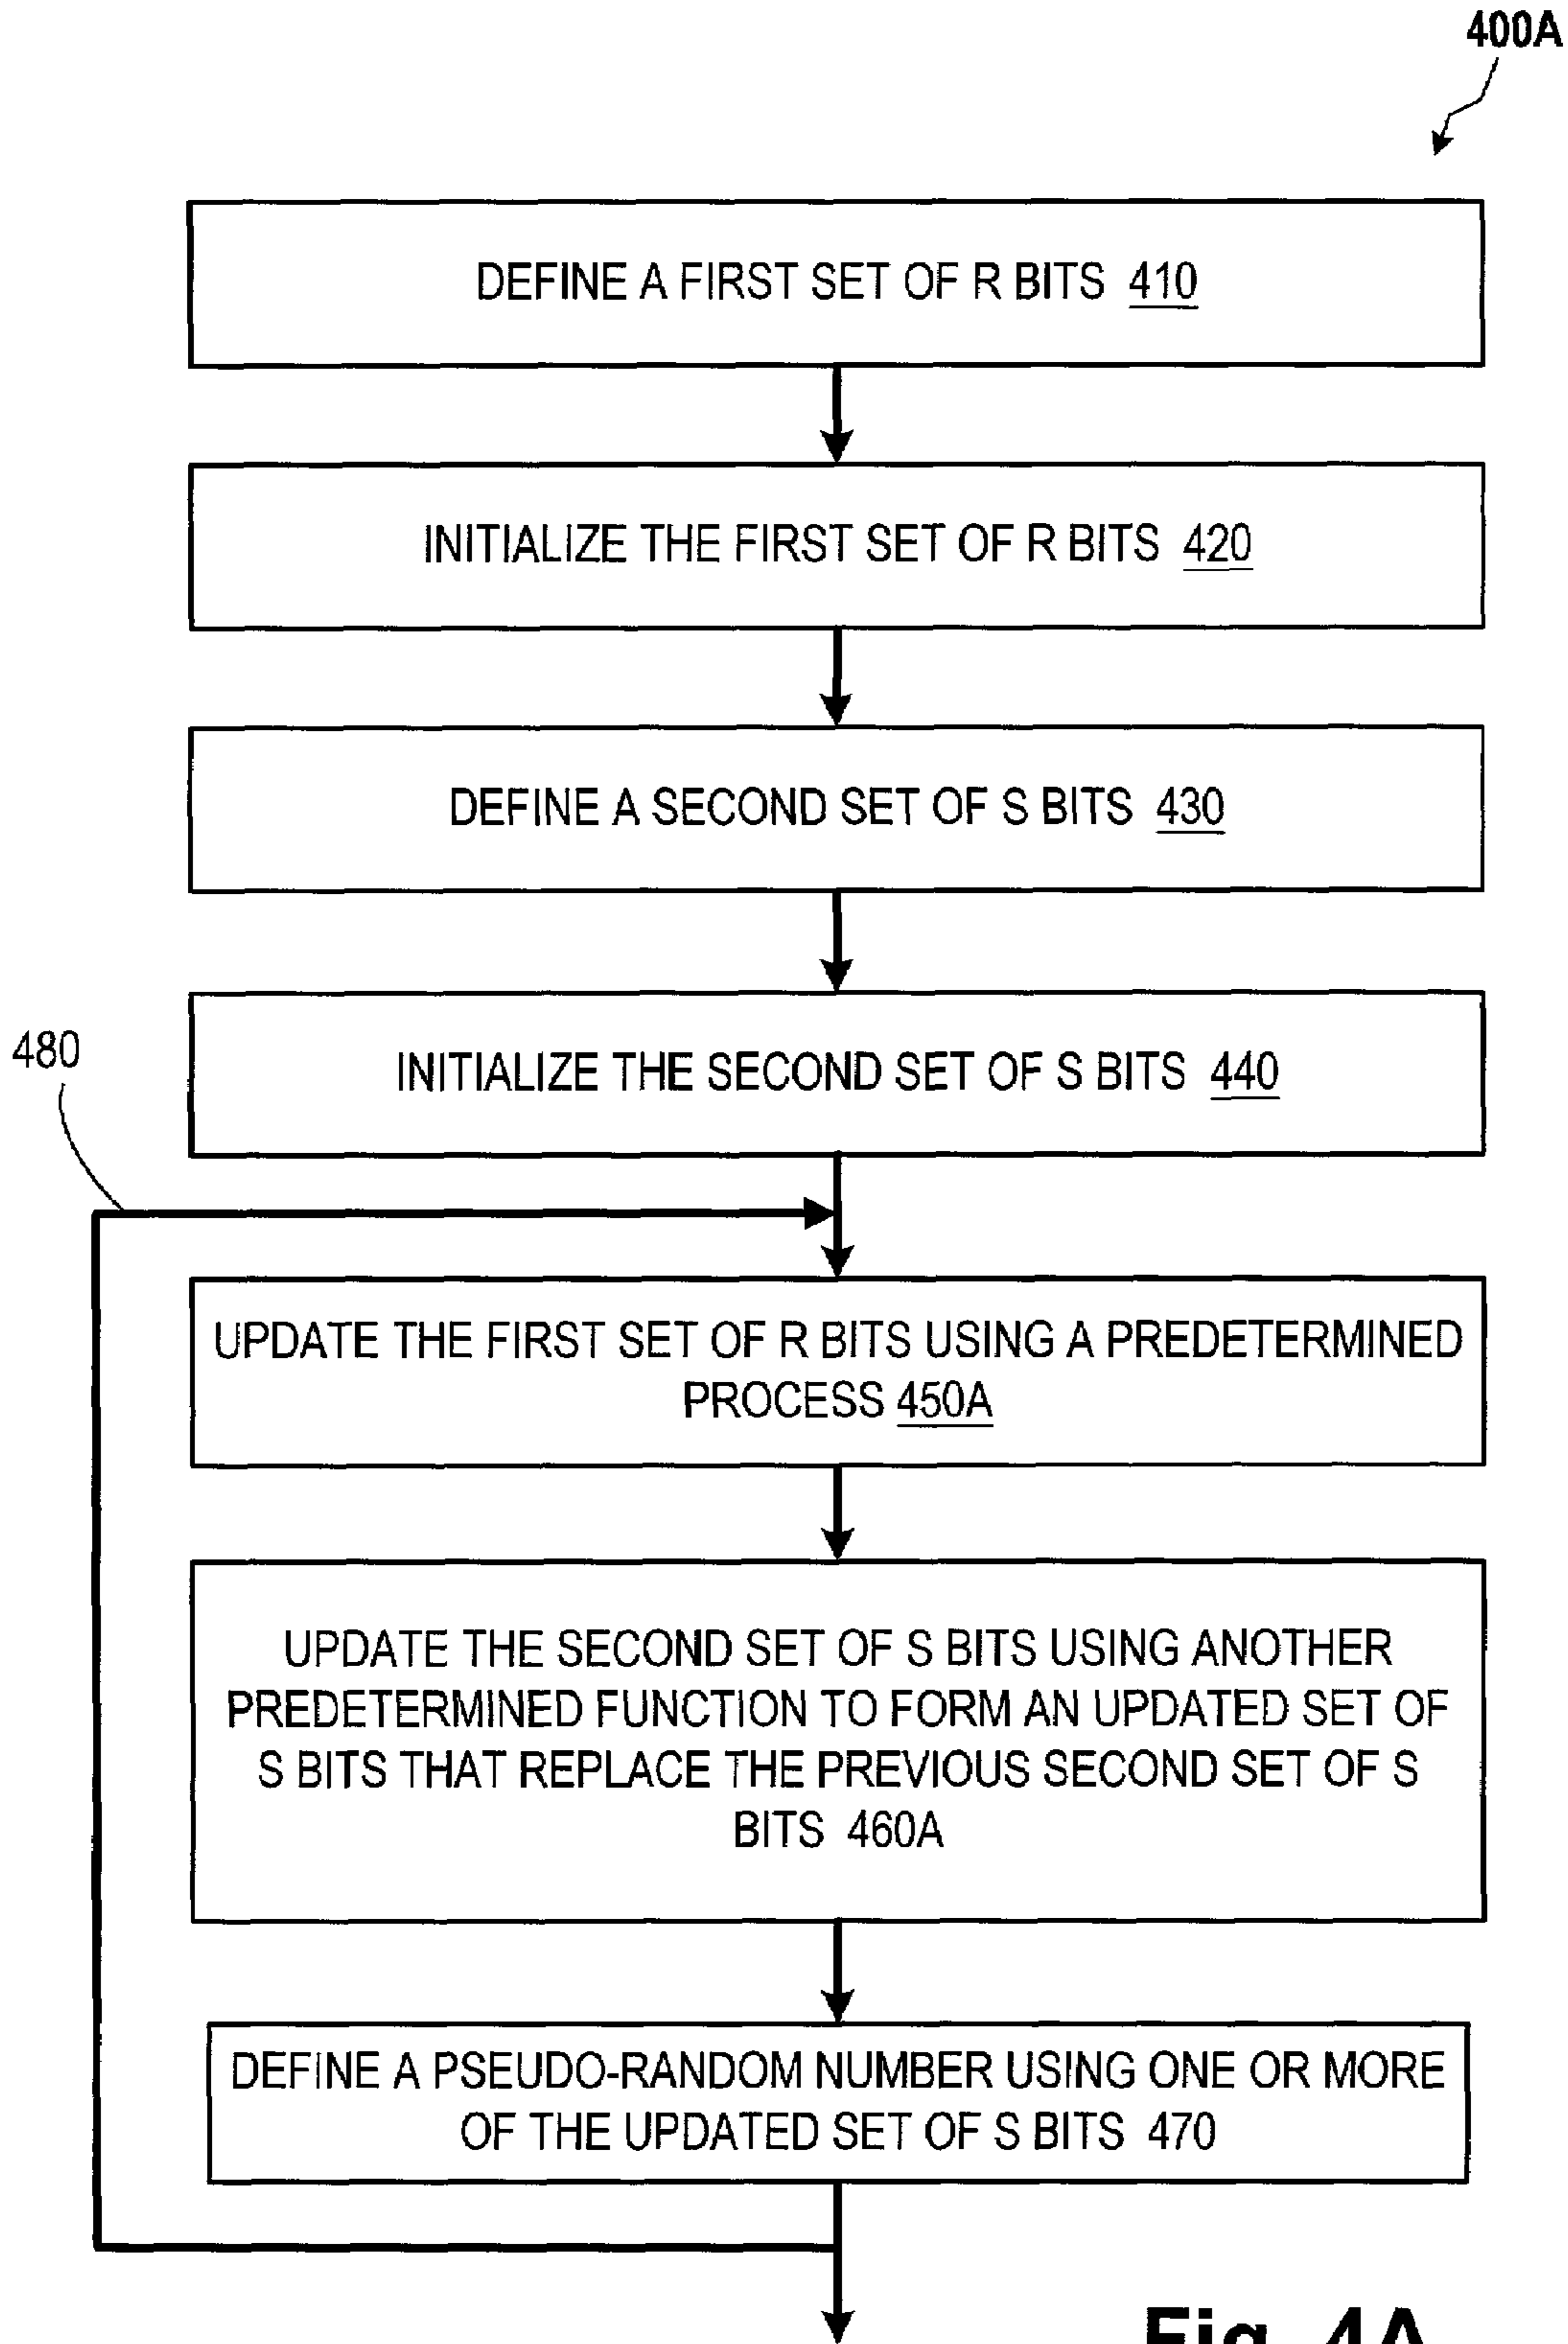 400A
DEFINE A FIRST SET OF R BITS 410
INITIALIZE THE FIRST SET OF R BITS 420
DEFINE A SECOND SET OF S BITS 430
INITIALIZE THE SECOND SET OF S BITS 440
480
UPDATE THE FIRST SET OF R BITS USING A PREDETERMINED
PROCESS 450A
UPDATE THE SECOND SET OF S BITS USING ANOTHER
PREDETERMINED FUNCTION TO FORM AN UPDATED SET OF
S BITS THAT REPLACE THE PREVIOUS SECOND SET OF S
BITS 460A
DEFINE A PSEUDO-RANDOM NUMBER USING ONE OR MORE
OF THE UPDATED SET OF S BITS 470
Fig. 4A